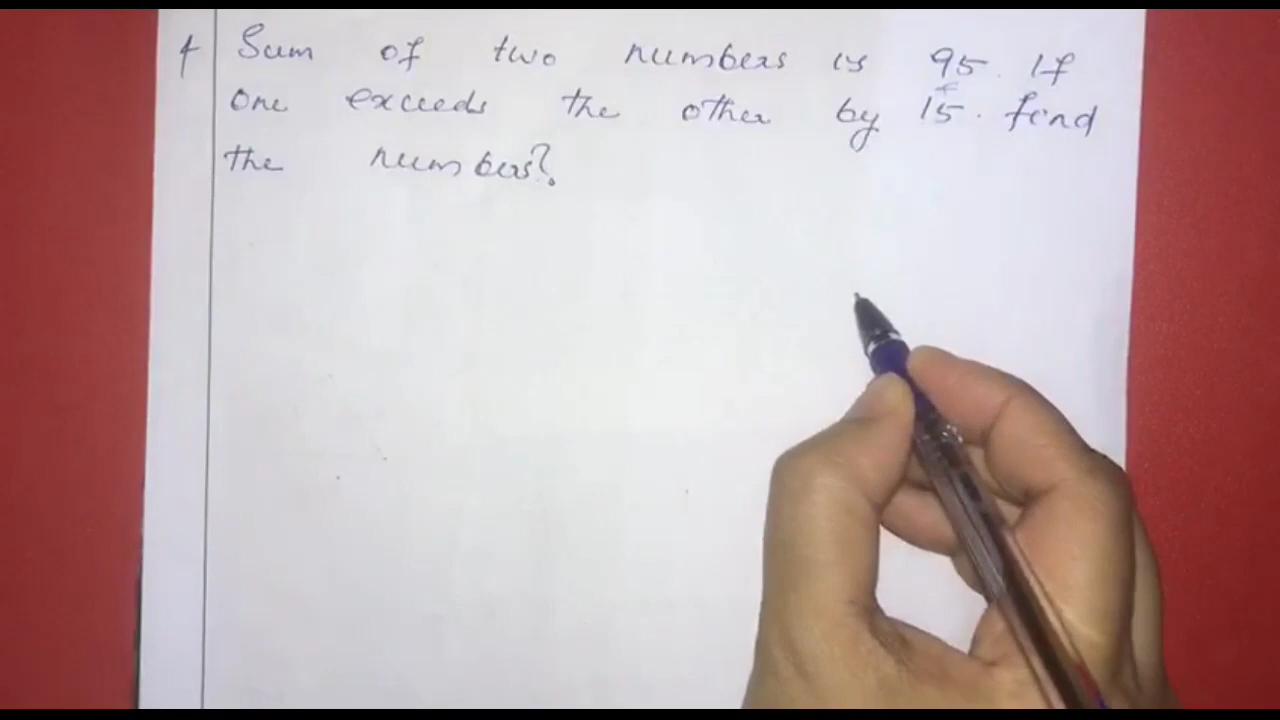 4 Sum of two numbers is 95. If
one exceeds the other by 15. find
the numbers?